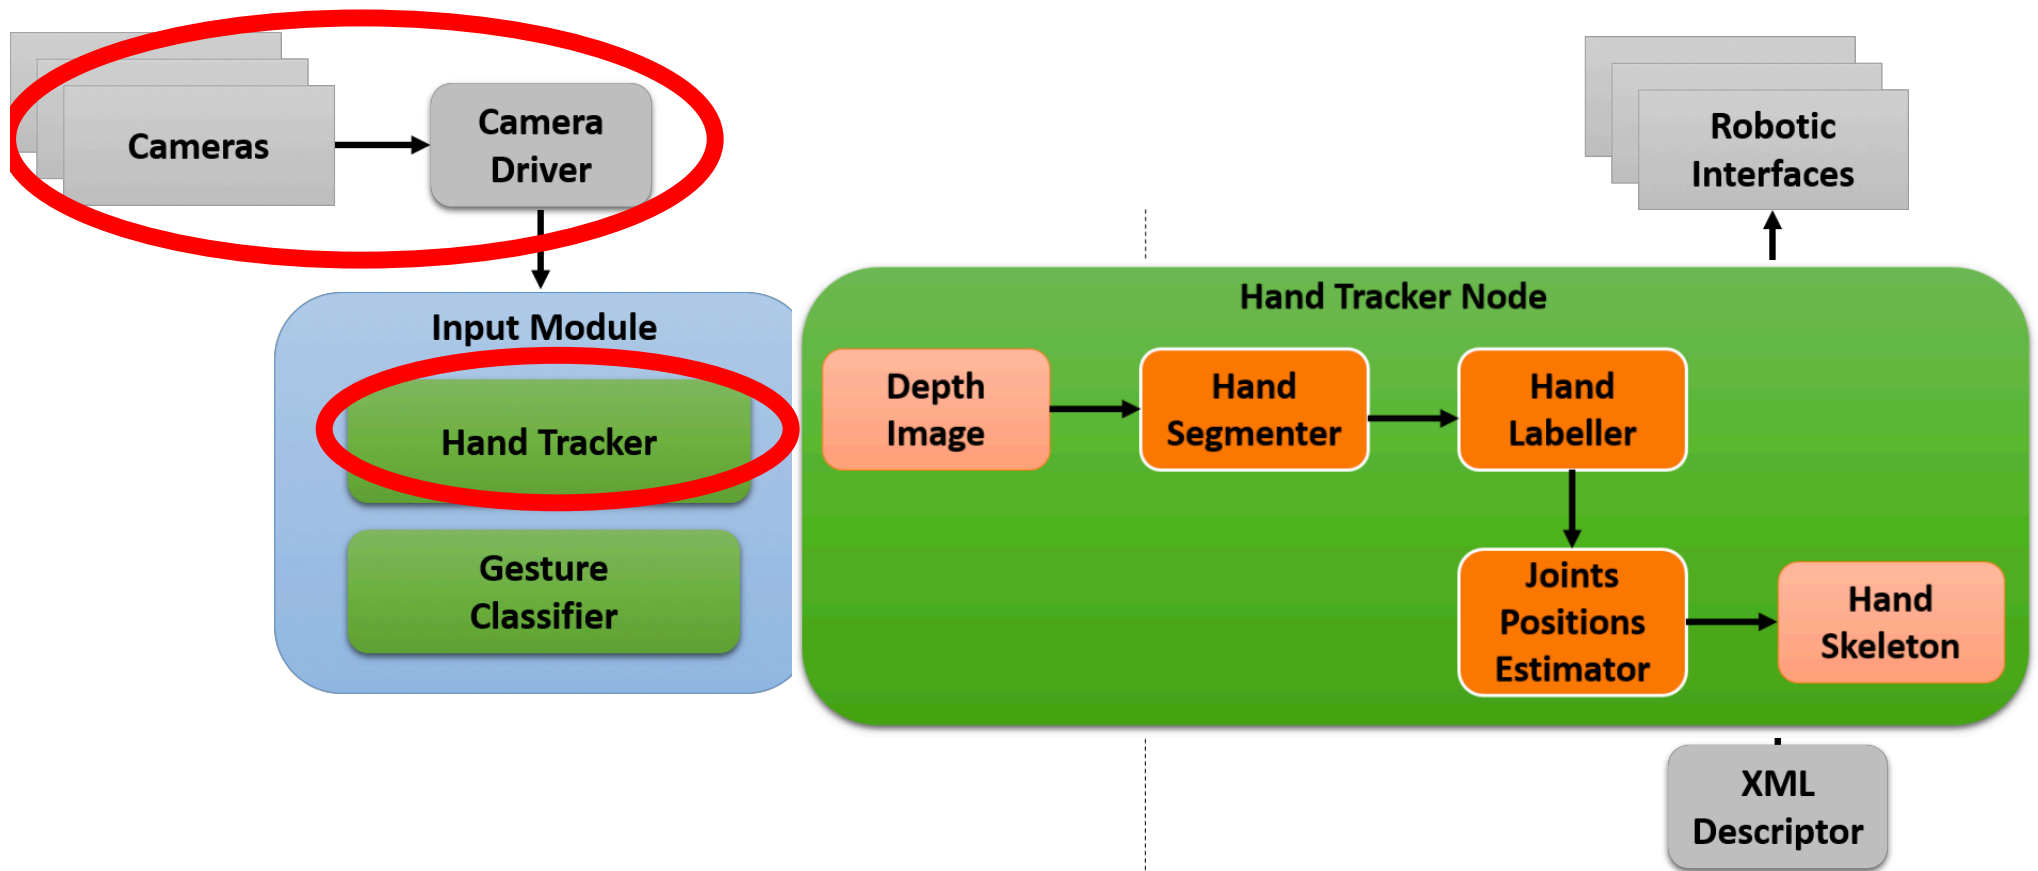 Cameras
Camera
Driver
Robotic
Interfaces
Input Module
Hand Tracker
Gesture
Classifier
Hand Tracker Node
Depth
Image
Hand
Segmenter
Hand
Labeller
Joints
Positions
Estimator
Hand
Skeleton
XML
Descriptor